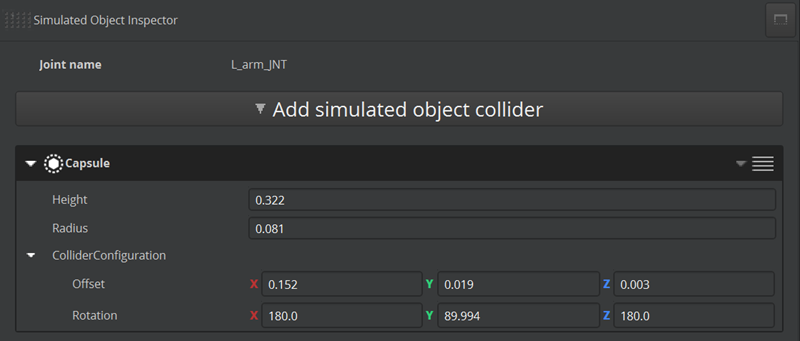 Simulated Object Inspector
Joint name L_arm_JNT
Add simulated object collider
Capsule
Height 0.322
Radius 0.081
ColliderConfiguration
Offset X 0.152 Y 0.019 Z 0.003
Rotation X 180.0 Y 89.994 Z 180.0